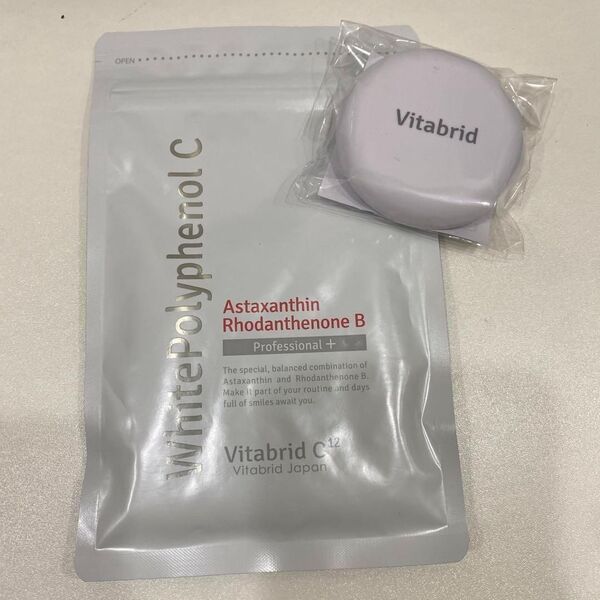 OPEN
Vitabrid
WhitePolyphenol C
Astaxanthin
Rhodanthenone B
Professional +
The special, balanced combination of
Astaxanthin and Rhodanthenone B.
Make it part of your routine and days
full of smiles await you.
Vitabrid C12
Vitabrid Japan